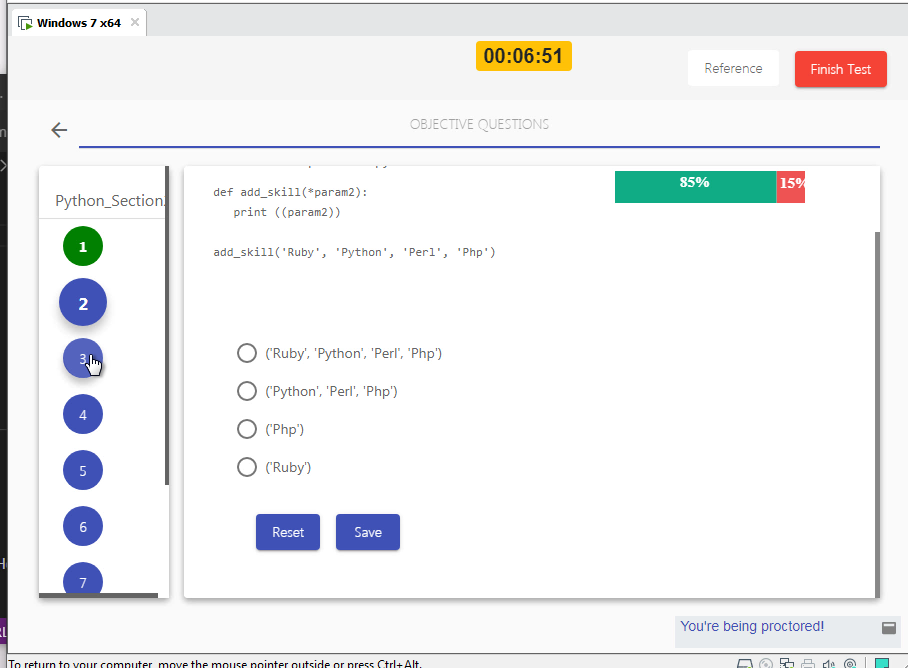 Windows 7 x64
00:06:51
Reference
Finish Test
OBJECTIVE QUESTIONS
Python_Section
1
2
3
4
5
6
7
def add_skill(*param2):
print ((param2))
add_skill('Ruby', 'Python', 'Perl', 'Php')
85%
15%
('Ruby', 'Python', 'Perl', 'Php')
('Python', 'Perl', 'Php')
('Php')
('Ruby')
Reset
Save
You're being proctored!
To return to your computer, move the mouse pointer outside or press Ctrl+Alt.